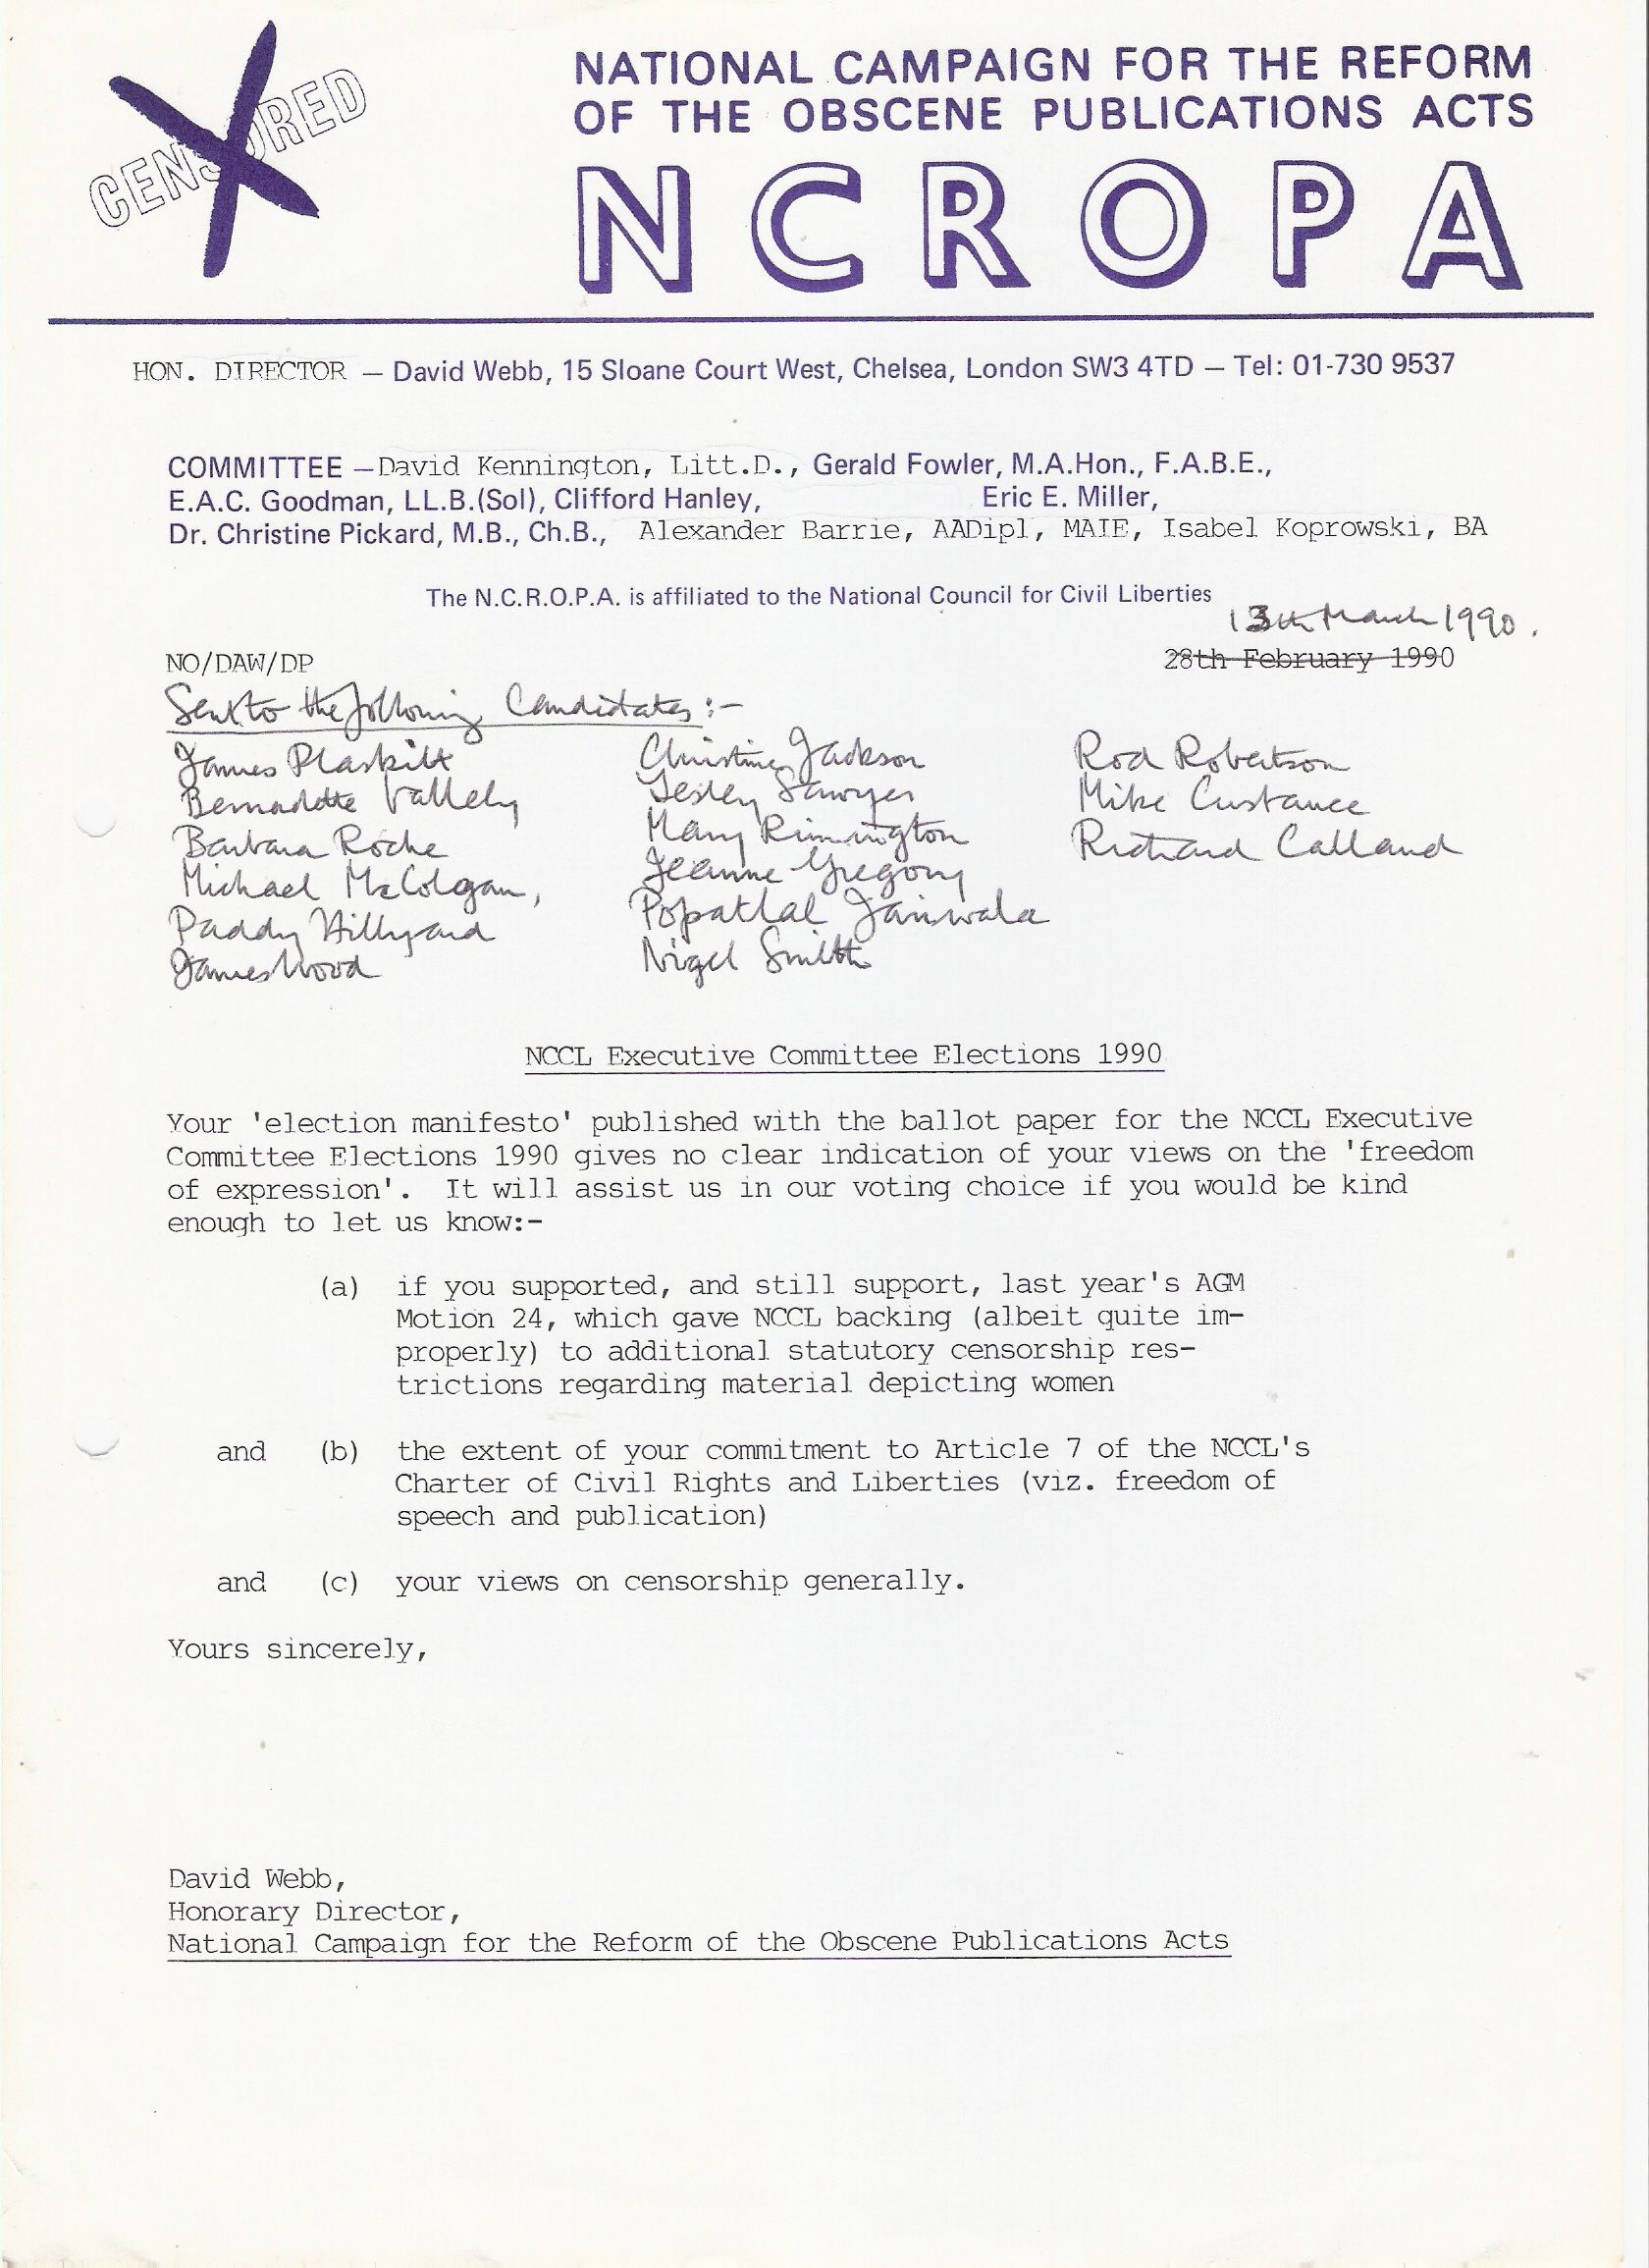 CENSORED
NATIONAL CAMPAIGN FOR THE REFORM
OF THE OBSCENE PUBLICATIONS ACTS
NCROPA
HON. DIRECTOR — David Webb, 15 Sloane Court West, Chelsea, London SW3 4TD — Tel: 01-730 9537
COMMITTEE — David Kennington, Litt.D., Gerald Fowler, M.A.Hon., F.A.B.E.,
E.A.C. Goodman, LL.B.(Sol), Clifford Hanley, Eric E. Miller,
Dr. Christine Pickard, M.B., Ch.B., Alexander Barrie, AADipl, MAIE, Isabel Koprowski, BA
The N.C.R.O.P.A. is affiliated to the National Council for Civil Liberties
13th March 1990.
NO/DAW/DP 28th February 1990
Sent to the following Candidates:-
James Plaskitt Christine Jackson Rod Robertson
Bernadette Vallely Lesley Sawyer Mike Custance
Barbara Roche Mary Rimington Richard Calland
Michael McColgan, Jeanne Gregory
Paddy Hillyard Popatlal Jariwala
James Wood Nigel Smith
NCCL Executive Committee Elections 1990
Your 'election manifesto' published with the ballot paper for the NCCL Executive
Committee Elections 1990 gives no clear indication of your views on the 'freedom
of expression'. It will assist us in our voting choice if you would be kind
enough to let us know:-
(a) if you supported, and still support, last year's AGM
Motion 24, which gave NCCL backing (albeit quite im-
properly) to additional statutory censorship res-
trictions regarding material depicting women
and (b) the extent of your commitment to Article 7 of the NCCL's
Charter of Civil Rights and Liberties (viz. freedom of
speech and publication)
and (c) your views on censorship generally.
Yours sincerely,
David Webb,
Honorary Director,
National Campaign for the Reform of the Obscene Publications Acts